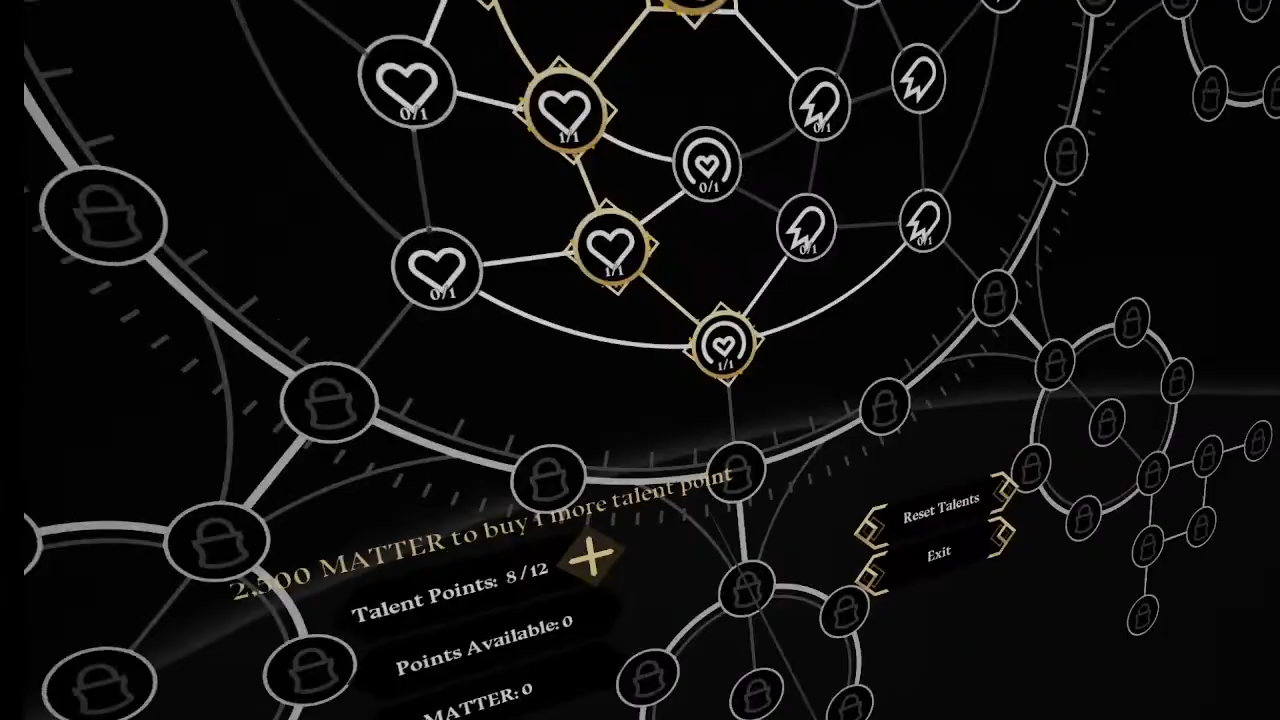 0/1
1/1
0/1
0/1
1/1
0/1
0/1
0/1
1/1
2,500 MATTER to buy 1 more talent point
Talent Points: 8/12
Points Available: 0
MATTER: 0
Reset Talents
Exit